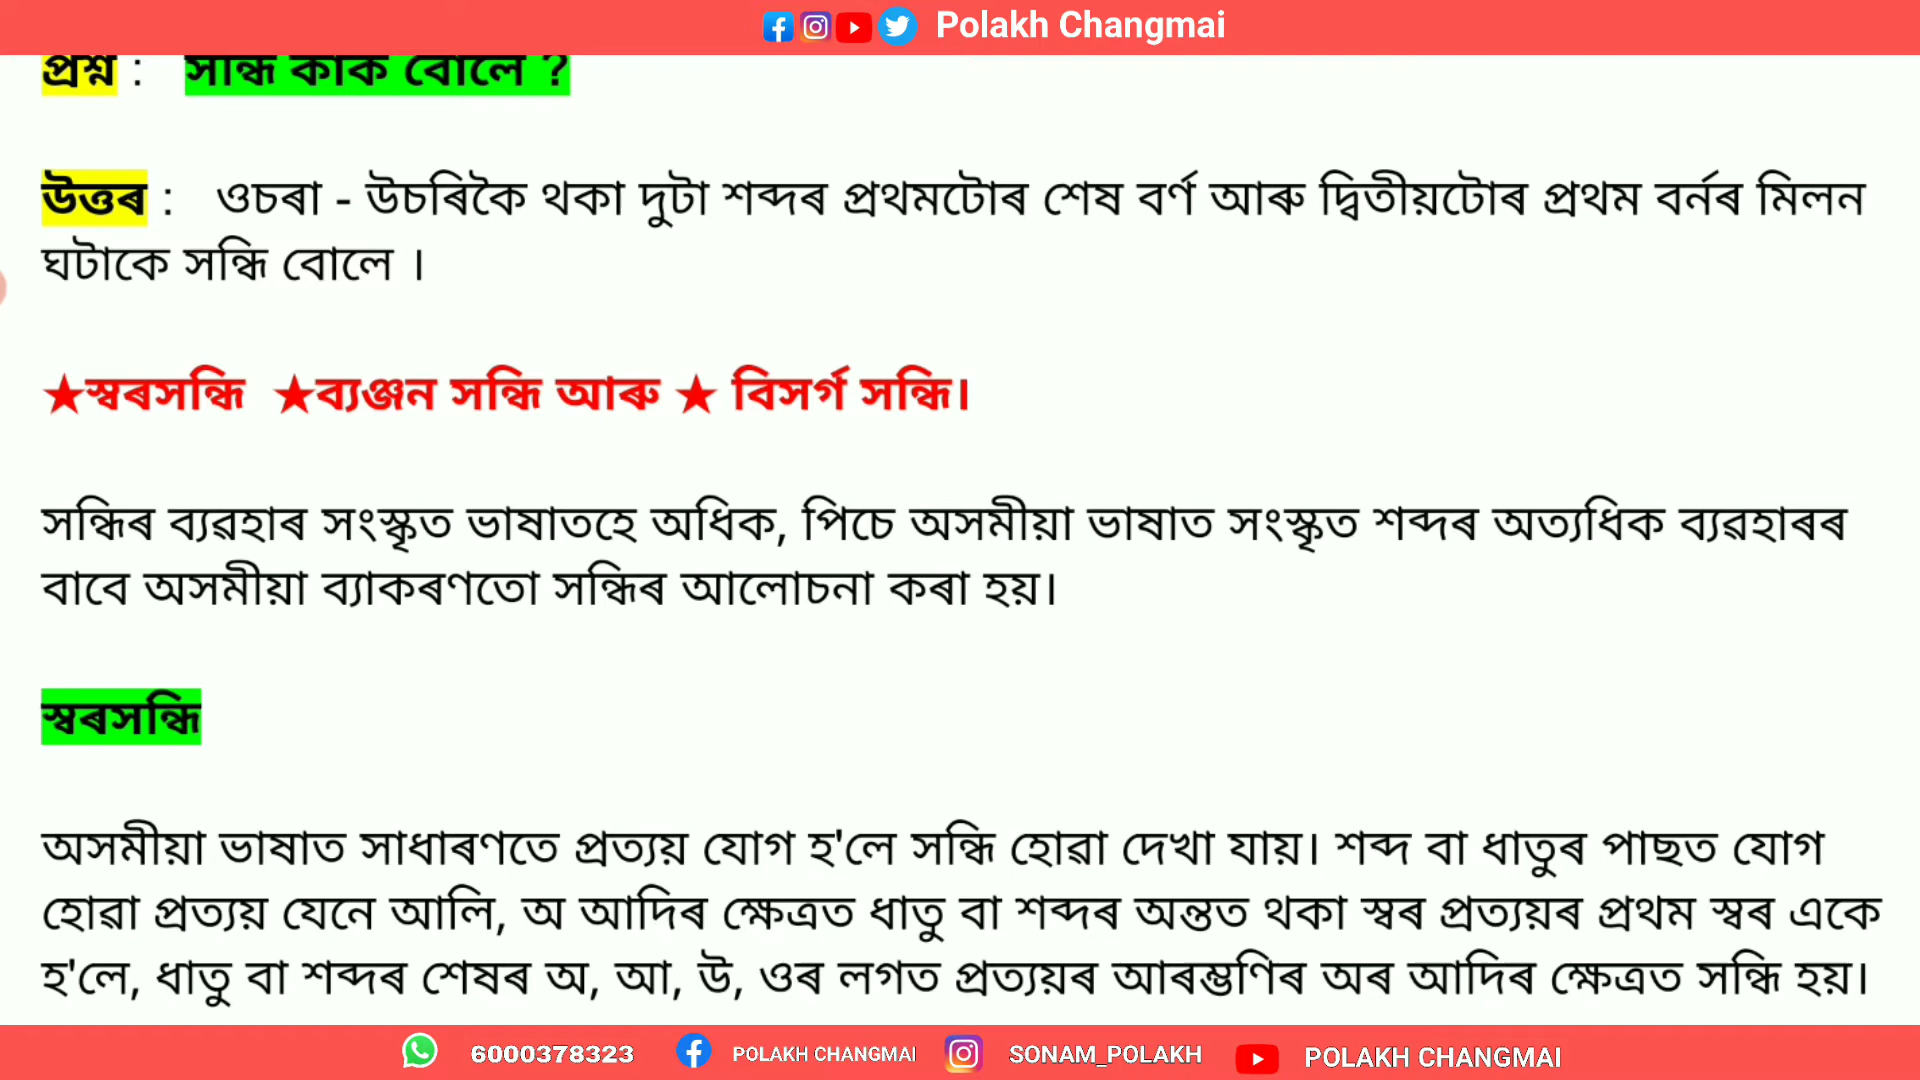 Polakh Changmai
প্ৰশ্ন : সন্ধি কাক বোলে ?
উত্তৰ : ওচৰা - উচৰিকৈ থকা দুটা শব্দৰ প্ৰথমটোৰ শেষ বৰ্ণ আৰু দ্বিতীয়টোৰ প্ৰথম বৰ্নৰ মিলন
ঘটাকে সন্ধি বোলে ।
★স্বৰসন্ধি ★ব্যঞ্জন সন্ধি আৰু ★ বিসৰ্গ সন্ধি।
সন্ধিৰ ব্যৱহাৰ সংস্কৃত ভাষাতহে অধিক, পিচে অসমীয়া ভাষাত সংস্কৃত শব্দৰ অত্যধিক ব্যৱহাৰৰ
বাবে অসমীয়া ব্যাকৰণতো সন্ধিৰ আলোচনা কৰা হয়।
স্বৰসন্ধি
অসমীয়া ভাষাত সাধাৰণতে প্ৰত্যয় যোগ হ'লে সন্ধি হোৱা দেখা যায়। শব্দ বা ধাতুৰ পাছত যোগ
হোৱা প্ৰত্যয় যেনে আলি, অ আদিৰ ক্ষেত্ৰত ধাতু বা শব্দৰ অন্তত থকা স্বৰ প্ৰত্যয়ৰ প্ৰথম স্বৰ একে
হ'লে, ধাতু বা শব্দৰ শেষৰ অ, আ, উ, ওৰ লগত প্ৰত্যয়ৰ আৰম্ভণিৰ অৰ আদিৰ ক্ষেত্ৰত সন্ধি হয়।
6000378323 POLAKH CHANGMAI SONAM_POLAKH POLAKH CHANGMAI